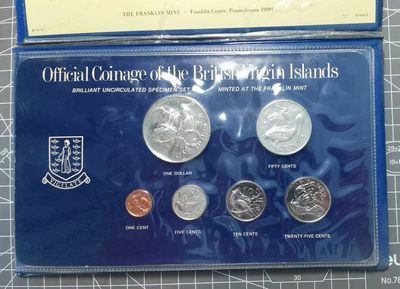 THE FRANKLIN MINT • Franklin Center, Pennsylvania 19091
Official Coinage of the British Virgin Islands
BRILLIANT UNCIRCULATED SPECIMEN SET
MINTED AT THE FRANKLIN MINT
ONE DOLLAR
FIFTY CENTS
VIGILATE
ONE CENT
FIVE CENTS
TEN CENTS
TWENTY-FIVE CENTS
30